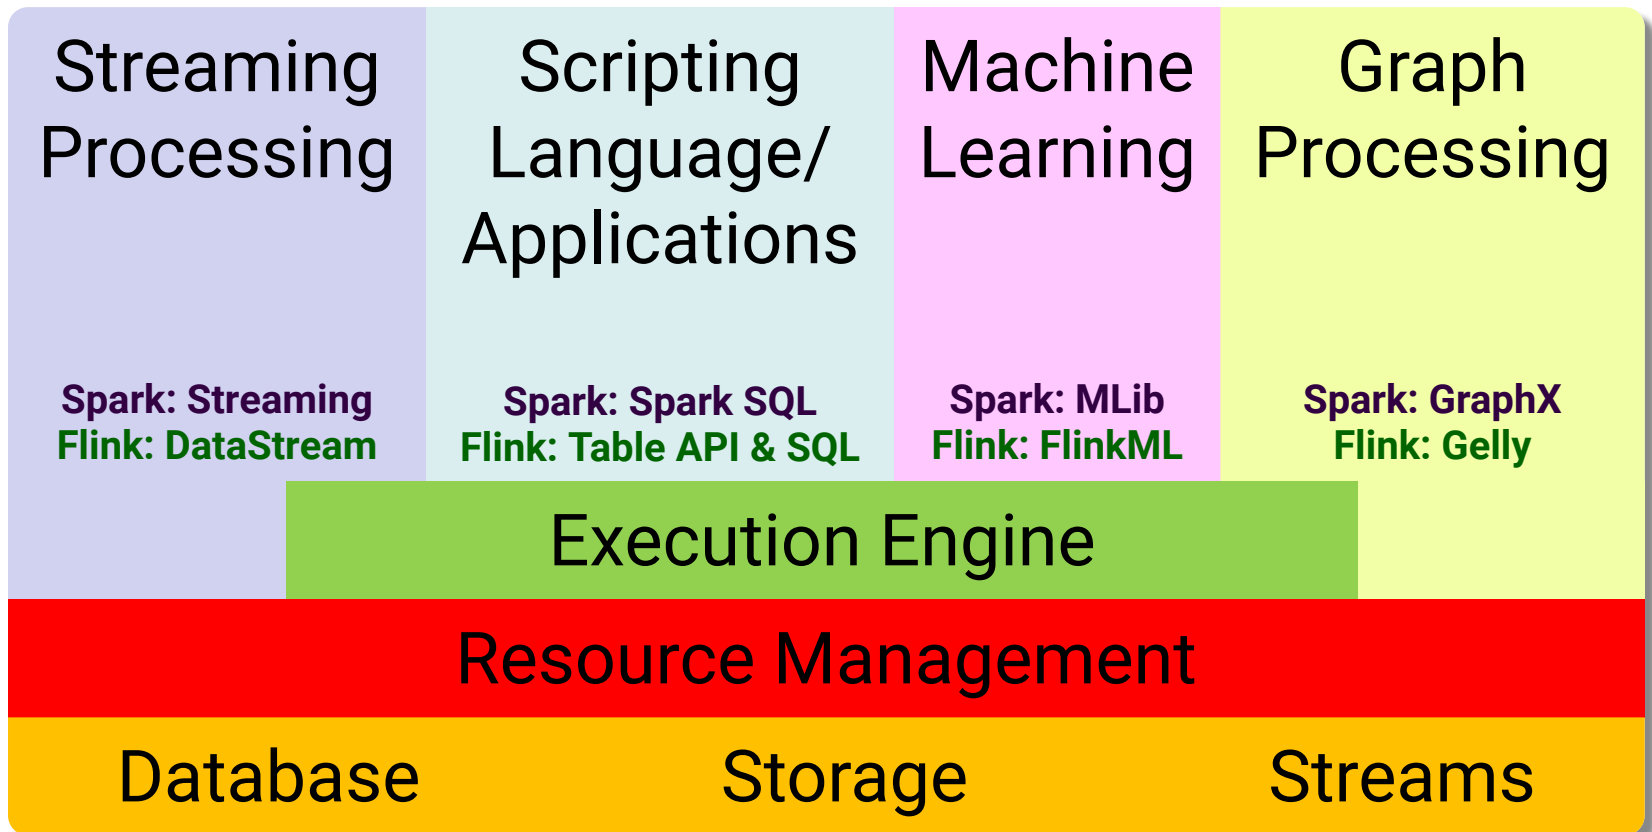 Streaming
Processing
Spark: Streaming
Flink: DataStream
Scripting
Language/
Applications
Spark: Spark SQL
Flink: Table API & SQL
Machine
Learning
Spark: MLib
Flink: FlinkML
Graph
Processing
Spark: GraphX
Flink: Gelly
Execution Engine
Resource Management
Database Storage Streams